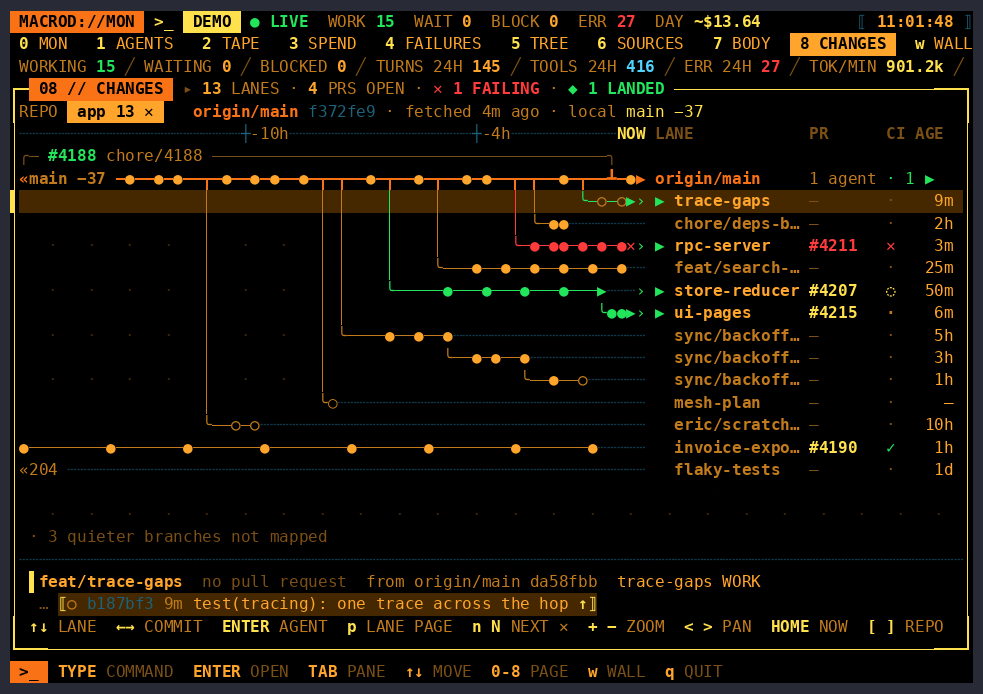 MACROD://MON >_ DEMO ● LIVE WORK 15 WAIT 0 BLOCK 0 ERR 27 DAY ~$13.64 ⟦ 11:01:48 ⟧
0 MON 1 AGENTS 2 TAPE 3 SPEND 4 FAILURES 5 TREE 6 SOURCES 7 BODY 8 CHANGES w WALL
WORKING 15 / WAITING 0 / BLOCKED 0 / TURNS 24H 145 / TOOLS 24H 416 / ERR 24H 27 / TOK/MIN 901.2k /
08 // CHANGES ▸ 13 LANES · 4 PRS OPEN · × 1 FAILING · ◆ 1 LANDED
REPO app 13 × origin/main f372fe9 · fetched 4m ago · local main −37
-10h -4h NOW LANE PR CI AGE
#4188 chore/4188
«main −37 origin/main 1 agent · 1 ▶
▶ trace-gaps — · 9m
chore/deps-b… — · 2h
▶ rpc-server #4211 × 3m
feat/search-… — · 25m
▶ store-reducer #4207 ◌ 50m
▶ ui-pages #4215 · 6m
sync/backoff… — · 5h
sync/backoff… — · 3h
sync/backoff… — · 1h
mesh-plan — · —
eric/scratch… — · 10h
invoice-expo… #4190 ✓ 1h
«204 flaky-tests — · 1d
· 3 quieter branches not mapped
feat/trace-gaps no pull request from origin/main da58fbb trace-gaps WORK
… ⟦○ b187bf3 9m test(tracing): one trace across the hop ↑⟧
↑↓ LANE ←→ COMMIT ENTER AGENT p LANE PAGE n N NEXT × + − ZOOM < > PAN HOME NOW [ ] REPO
>_ TYPE COMMAND ENTER OPEN TAB PANE ↑↓ MOVE 0-8 PAGE w WALL q QUIT